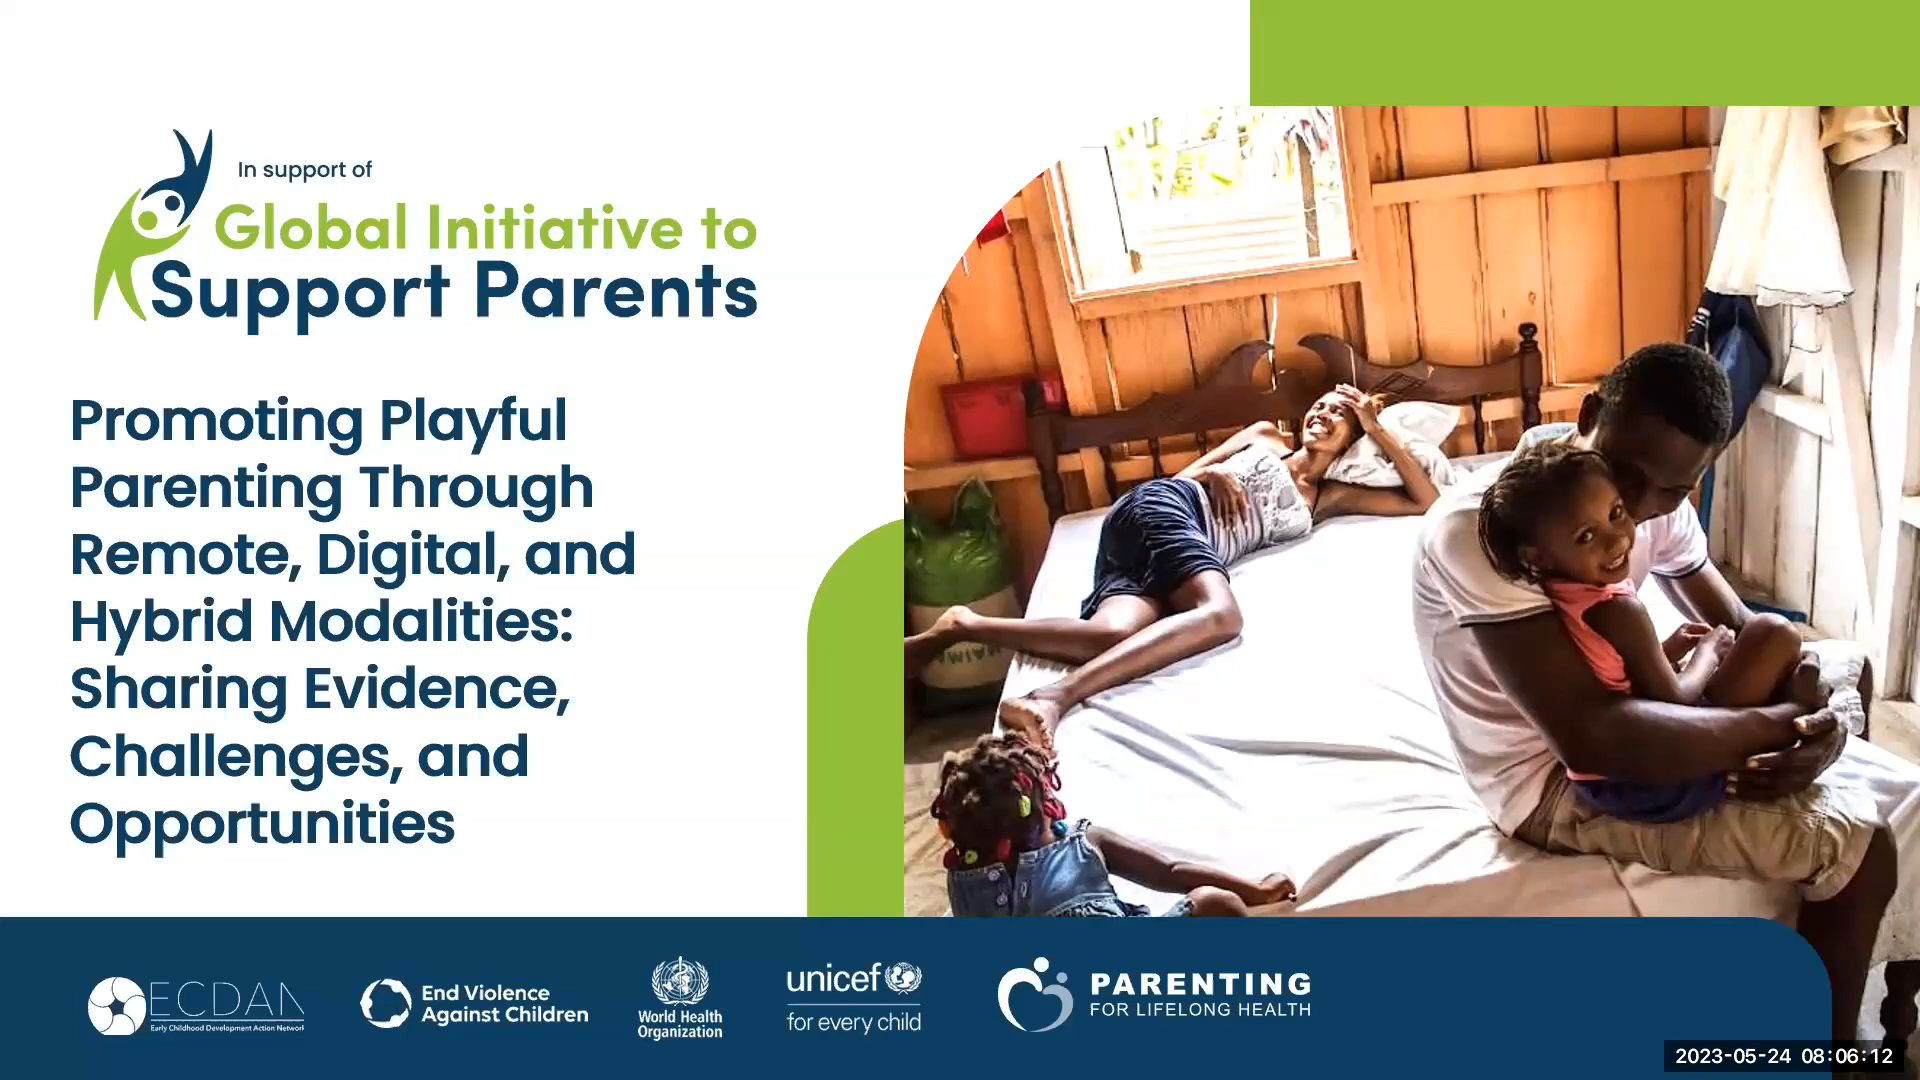 In support of
Global Initiative to
Support Parents
Promoting Playful
Parenting Through
Remote, Digital, and
Hybrid Modalities:
Sharing Evidence,
Challenges, and
Opportunities
ECDAN
Early Childhood Development Action Network
End Violence
Against Children
World Health
Organization
unicef
for every child
PARENTING
FOR LIFELONG HEALTH
2023-05-24 08:06:12